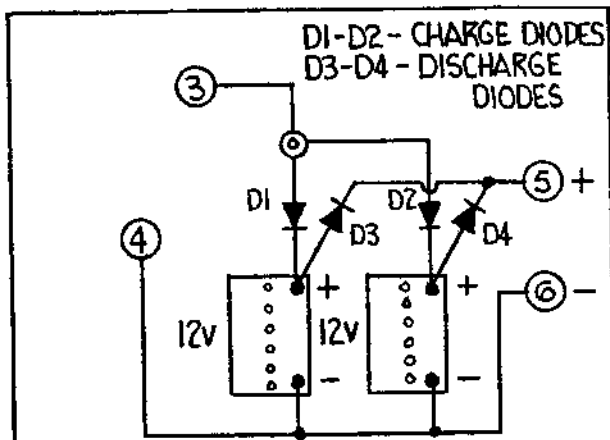 D1-D2- CHARGE DIODES
D3-D4- DISCHARGE
DIODES
3
5 +
D1
D3
D2
D4
4
+
+
6 -
12V
12V
-
-